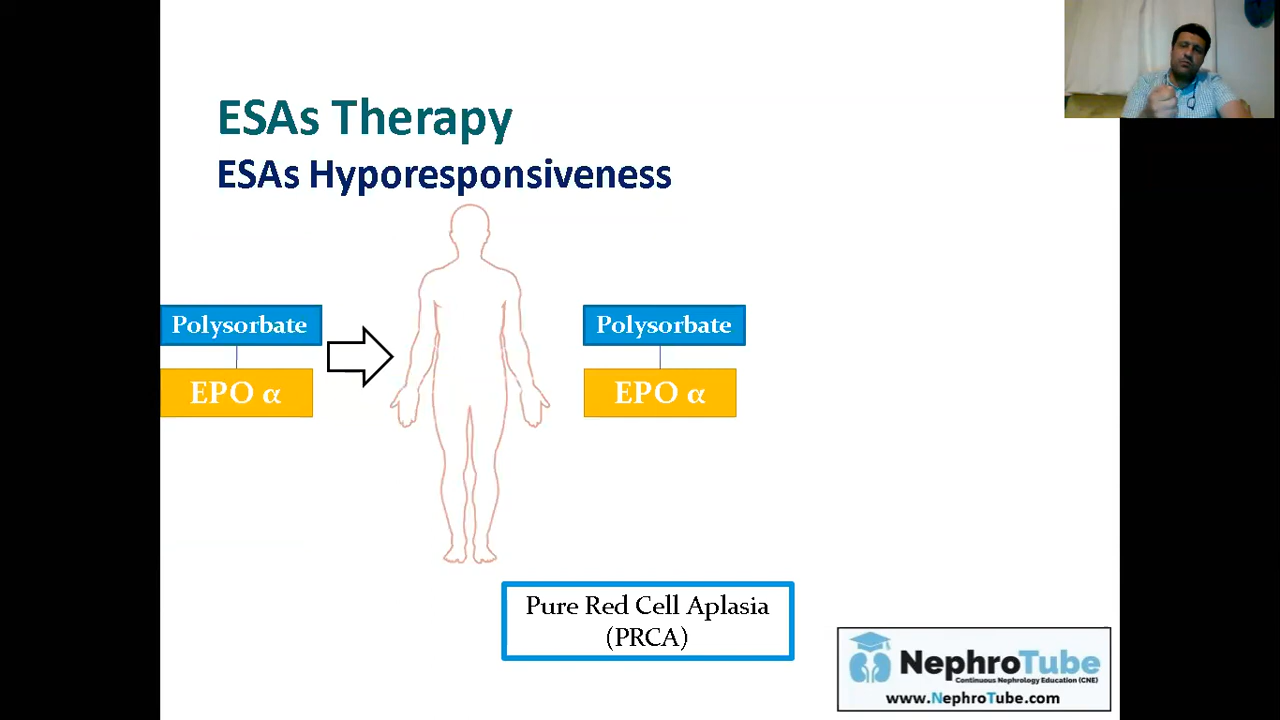 ESAs Therapy
ESAs Hyporesponsiveness
Polysorbate
EPO α
Polysorbate
EPO α
Pure Red Cell Aplasia
(PRCA)
NephroTube
Continuous Nephrology Education (CNE)
www.NephroTube.com